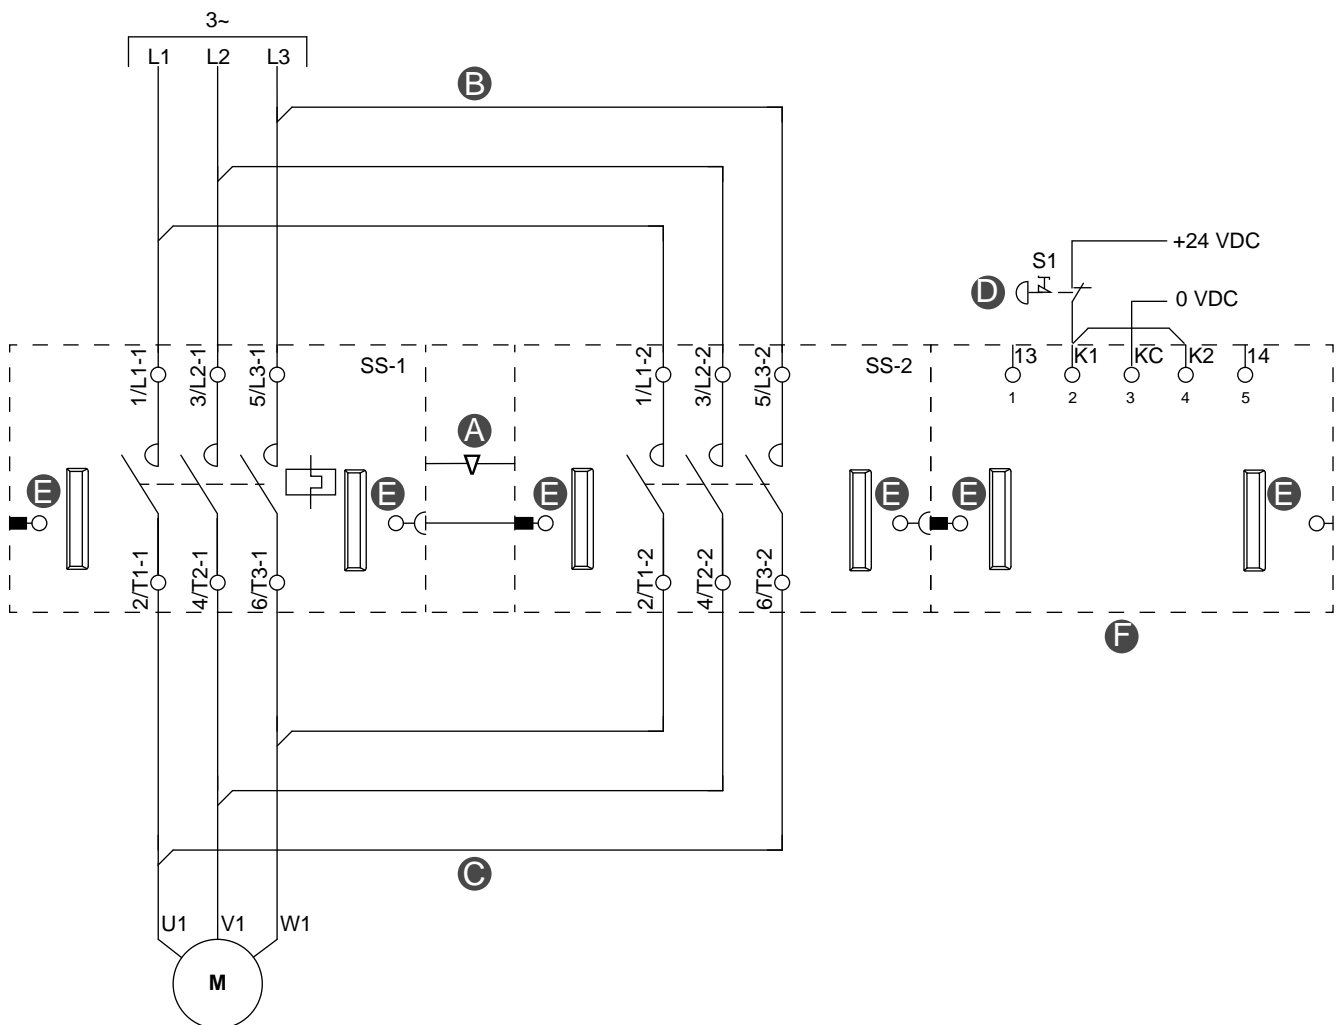 3~
L1 L2 L3
B
+24 VDC
S1
D
0 VDC
1/L1-1 3/L2-1 5/L3-1 SS-1 1/L1-2 3/L2-2 5/L3-2 SS-2 13 K1 KC K2 14
1 2 3 4 5
A
E E E E E E
2/T1-1 4/T2-1 6/T3-1 2/T1-2 4/T2-2 6/T3-2
F
C
U1 V1 W1
M